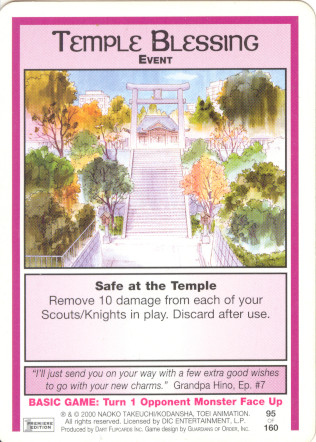 TEMPLE BLESSING
EVENT
Safe at the Temple
Remove 10 damage from each of your
Scouts/Knights in play. Discard after use.
"I'll just send you on your way with a few extra good wishes
to go with your new charms." Grandpa Hino, Ep. #7
BASIC GAME: Turn 1 Opponent Monster Face Up
PREMIERE
EDITION
® & © 2000 NAOKO TAKEUCHI/KODANSHA, TOEI ANIMATION.
All rights reserved. Licensed by DIC ENTERTAINMENT, L.P.
Produced by DART FLIPCARDS INC. Game design by GUARDIANS OF ORDER, INC.
95
OF
160